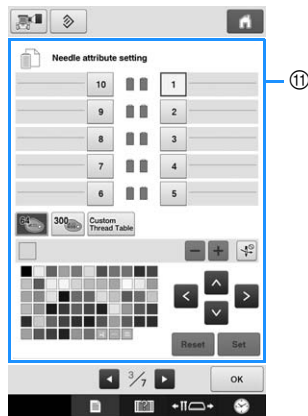 Needle attribute setting
10 1
9 2
8 3
7 4
6 5
64 300 Custom
Thread Table
Reset Set
3/7 OK
⑪